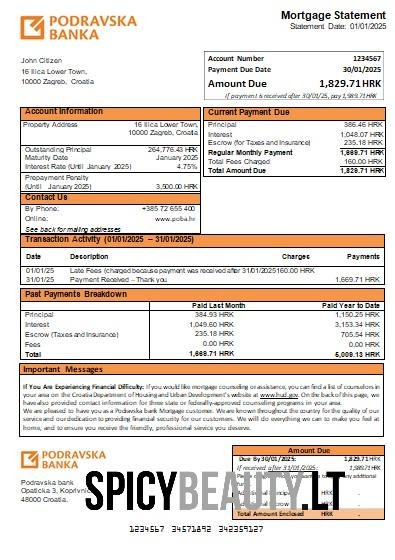 PODRAVSKA
BANKA
Mortgage Statement
Statement Date: 01/01/2025
John Citizen
16 Ilica Lower Town,
10000 Zagreb, Croatia
Account Number 1234567
Payment Due Date 30/01/2025
Amount Due 1,829.71 HRK
if payment is received after 30/01/25, pay 1,989.71 HRK
Account Information
Property Address 16 Ilica Lower Town,
10000 Zagreb, Croatia
Outstanding Principal 264,776.43 HRK
Maturity Date January 2025
Interest Rate (Until January 2025) 4.75%
Prepayment Penalty
(Until January 2025) 3,500.00 HRK
Contact Us
By Phone: +385 72 655 400
Online: www.poba.hr
See back for mailing addresses
Current Payment Due
Principal 386.46 HRK
Interest 1,048.07 HRK
Escrow (for Taxes and Insurance) 235.18 HRK
Regular Monthly Payment 1,669.71 HRK
Total Fees Charged 160.00 HRK
Total Amount Due 1,829.71 HRK
Transaction Activity (01/01/2025 – 31/01/2025)
Date Description Charges Payments
01/01/25 Late Fees (charged because payment was received after 31/01/2025160.00 HRK
31/01/25 Payment Received – Thank you 1,669.71 HRK
Past Payments Breakdown
Paid Last Month Paid Year to Date
Principal 384.93 HRK 1,150.25 HRK
Interest 1,049.60 HRK 3,153.34 HRK
Escrow (Taxes and Insurance) 235.18 HRK 705.54 HRK
Fees 0.00 HRK 0.00 HRK
Total 1,669.71 HRK 5,009.13 HRK
Important Messages
If You Are Experiencing Financial Difficulty: If you would like mortgage counseling or assistance, you can find a list of counselors in
your area on the Croatia Department of Housing and Urban Development's website at www.hud.gov. On the back of this page, we
have also provided contact information for three state or federally-approved counseling programs in your area.
We are pleased to have you as a Podravska bank Mortgage customer. We are known throughout the country for the quality of our
service and our dedication to providing financial security for our customers. We will do everything we can to make you feel at
home, and to ensure you receive the friendly, professional service you deserve.
PODRAVSKA
BANKA
Podravska bank
Opaticka 3, Koprivnica
48000 Croatia.
Amount Due
Due By 30/01/2025: 1,829.71 HRK
if received after 31/01/2025: 1,989.71 HRK
Total Amount Enclosed .
SPICYBEAUTY.LT
1234567 34571892 342359127